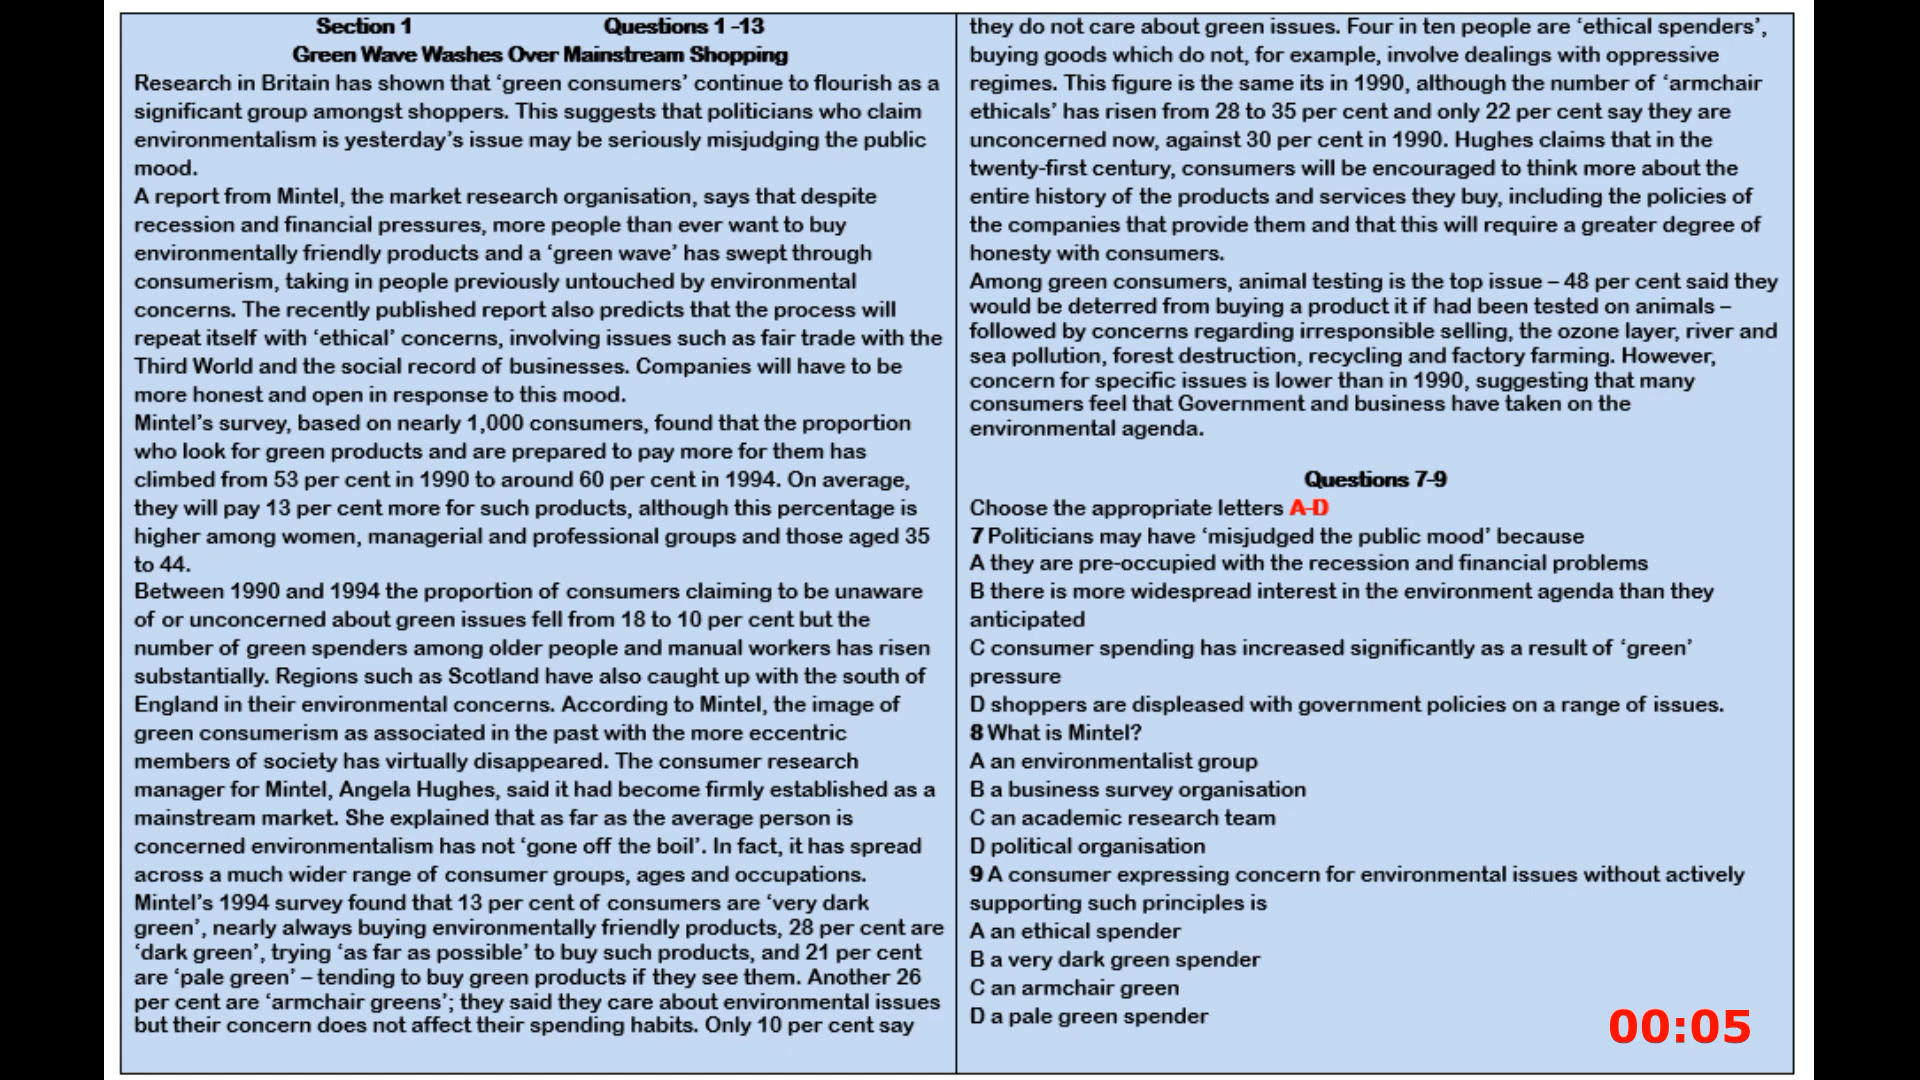 Section 1 Questions 1 -13
Green Wave Washes Over Mainstream Shopping
Research in Britain has shown that ‘green consumers’ continue to flourish as a
significant group amongst shoppers. This suggests that politicians who claim
environmentalism is yesterday’s issue may be seriously misjudging the public
mood.
A report from Mintel, the market research organisation, says that despite
recession and financial pressures, more people than ever want to buy
environmentally friendly products and a ‘green wave’ has swept through
consumerism, taking in people previously untouched by environmental
concerns. The recently published report also predicts that the process will
repeat itself with ‘ethical’ concerns, involving issues such as fair trade with the
Third World and the social record of businesses. Companies will have to be
more honest and open in response to this mood.
Mintel’s survey, based on nearly 1,000 consumers, found that the proportion
who look for green products and are prepared to pay more for them has
climbed from 53 per cent in 1990 to around 60 per cent in 1994. On average,
they will pay 13 per cent more for such products, although this percentage is
higher among women, managerial and professional groups and those aged 35
to 44.
Between 1990 and 1994 the proportion of consumers claiming to be unaware
of or unconcerned about green issues fell from 18 to 10 per cent but the
number of green spenders among older people and manual workers has risen
substantially. Regions such as Scotland have also caught up with the south of
England in their environmental concerns. According to Mintel, the image of
green consumerism as associated in the past with the more eccentric
members of society has virtually disappeared. The consumer research
manager for Mintel, Angela Hughes, said it had become firmly established as a
mainstream market. She explained that as far as the average person is
concerned environmentalism has not ‘gone off the boil’. In fact, it has spread
across a much wider range of consumer groups, ages and occupations.
Mintel’s 1994 survey found that 13 per cent of consumers are ‘very dark
green’, nearly always buying environmentally friendly products, 28 per cent are
‘dark green’, trying ‘as far as possible’ to buy such products, and 21 per cent
are ‘pale green’ – tending to buy green products if they see them. Another 26
per cent are ‘armchair greens’; they said they care about environmental issues
but their concern does not affect their spending habits. Only 10 per cent say
they do not care about green issues. Four in ten people are ‘ethical spenders’,
buying goods which do not, for example, involve dealings with oppressive
regimes. This figure is the same its in 1990, although the number of ‘armchair
ethicals’ has risen from 28 to 35 per cent and only 22 per cent say they are
unconcerned now, against 30 per cent in 1990. Hughes claims that in the
twenty-first century, consumers will be encouraged to think more about the
entire history of the products and services they buy, including the policies of
the companies that provide them and that this will require a greater degree of
honesty with consumers.
Among green consumers, animal testing is the top issue – 48 per cent said they
would be deterred from buying a product it if had been tested on animals –
followed by concerns regarding irresponsible selling, the ozone layer, river and
sea pollution, forest destruction, recycling and factory farming. However,
concern for specific issues is lower than in 1990, suggesting that many
consumers feel that Government and business have taken on the
environmental agenda.
Questions 7-9
Choose the appropriate letters A-D
7 Politicians may have ‘misjudged the public mood’ because
A they are pre-occupied with the recession and financial problems
B there is more widespread interest in the environment agenda than they
anticipated
C consumer spending has increased significantly as a result of ‘green’
pressure
D shoppers are displeased with government policies on a range of issues.
8 What is Mintel?
A an environmentalist group
B a business survey organisation
C an academic research team
D political organisation
9 A consumer expressing concern for environmental issues without actively
supporting such principles is
A an ethical spender
B a very dark green spender
C an armchair green
D a pale green spender
00:05